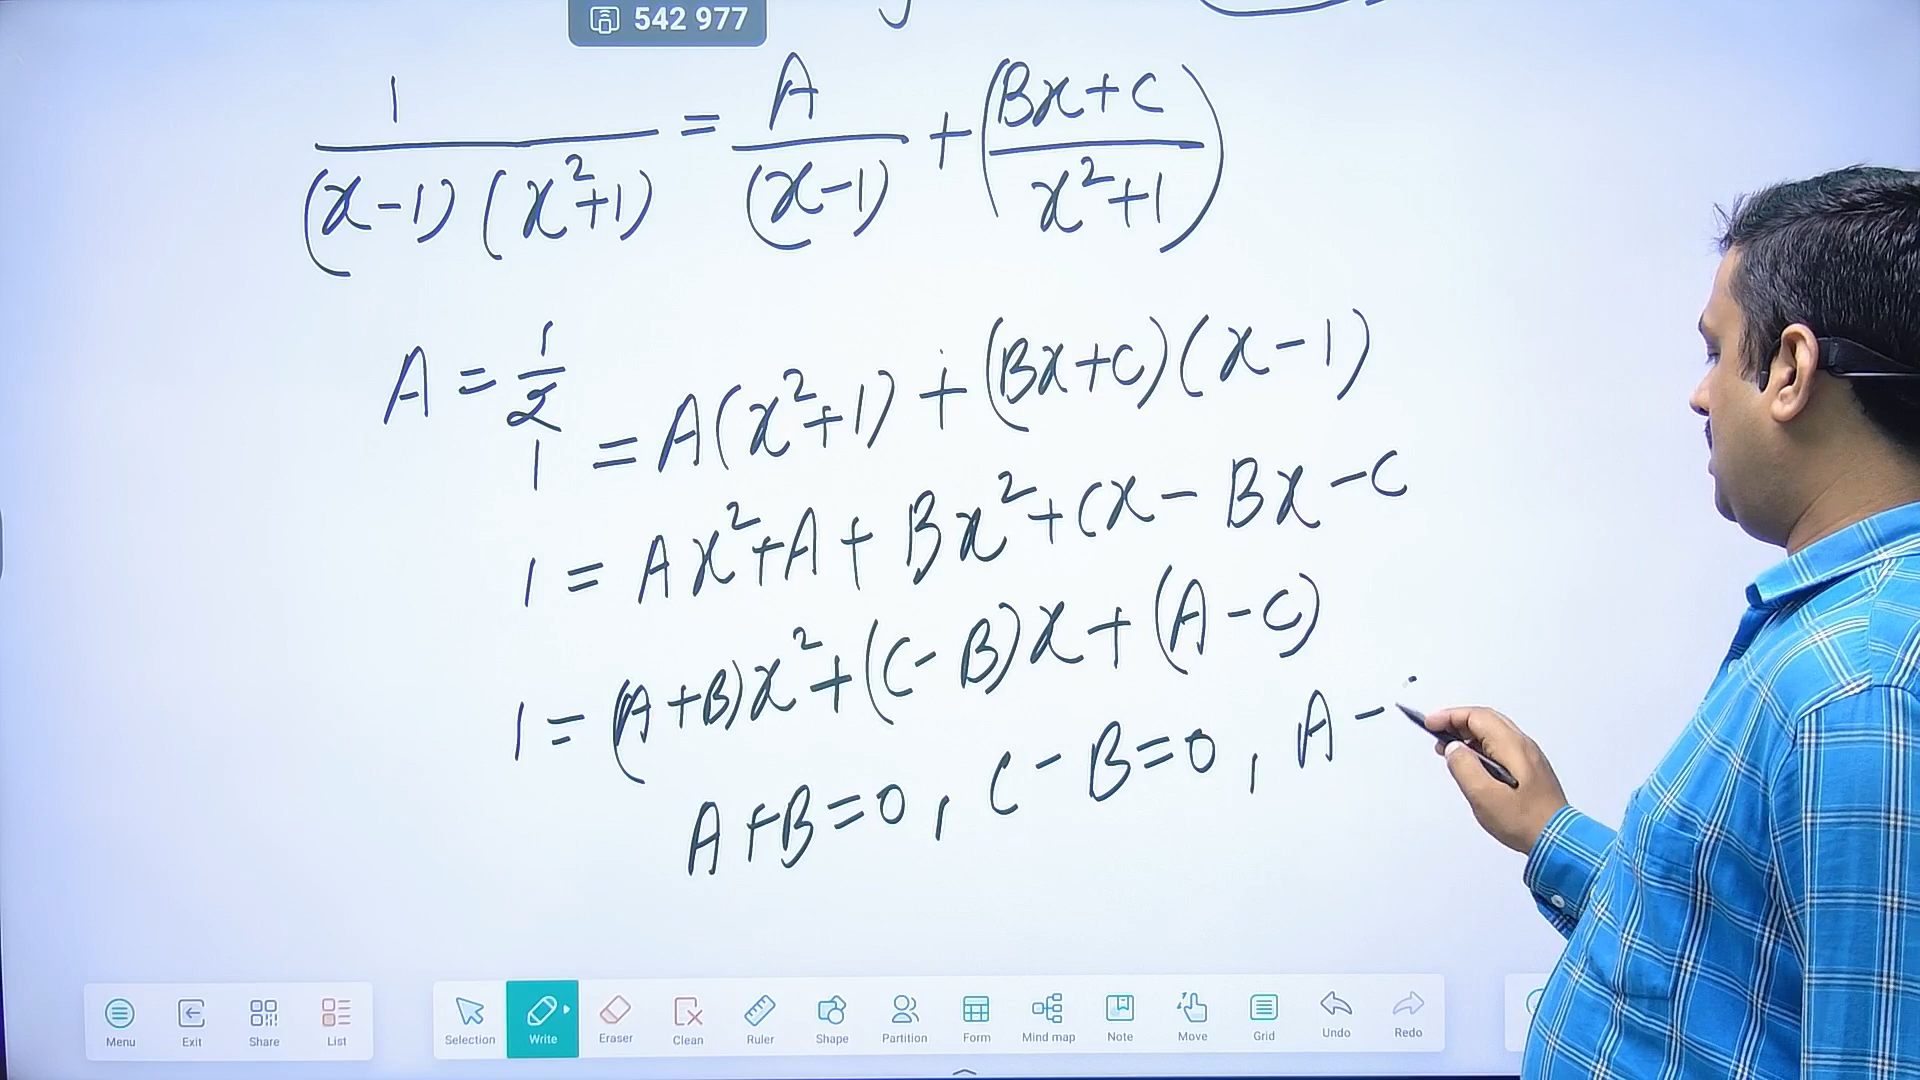 542 977
1/((x-1)(x²+1)) = A/(x-1) + ((Bx+C)/(x²+1))
A = 1/2
1 = A(x²+1) + (Bx+C)(x-1)
1 = Ax²+A + Bx²+Cx - Bx - C
1 = (A+B)x² + (C-B)x + (A-C)
A+B=0, C-B=0, A-
Menu Exit Share List Selection Write Eraser Clean Ruler Shape Partition Form Mind map Note Move Grid Undo Redo